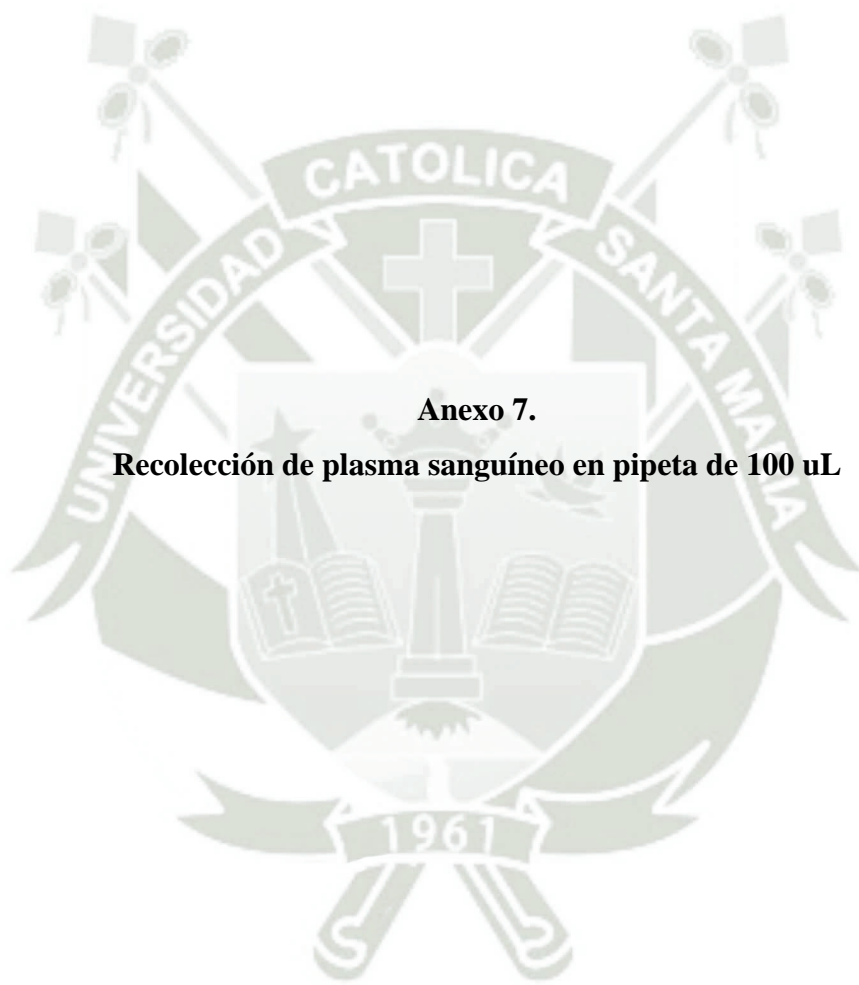 CATOLICA
UNIVERSIDAD
SANTA MARIA
Anexo 7.
Recolección de plasma sanguíneo en pipeta de 100 uL
1961